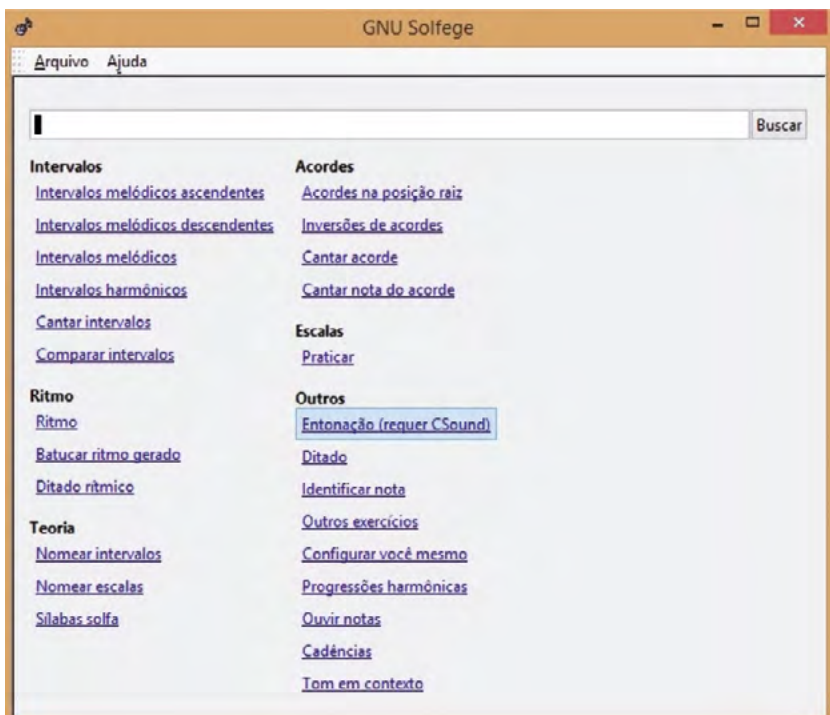 GNU Solfege
Arquivo Ajuda
Buscar
Intervalos
Intervalos melódicos ascendentes
Intervalos melódicos descendentes
Intervalos melódicos
Intervalos harmônicos
Cantar intervalos
Comparar intervalos
Ritmo
Ritmo
Batucar ritmo gerado
Ditado rítmico
Teoria
Nomear intervalos
Nomear escalas
Sílabas solfa
Acordes
Acordes na posição raiz
Inversões de acordes
Cantar acorde
Cantar nota do acorde
Escalas
Praticar
Outros
Entonação (requer CSound)
Ditado
Identificar nota
Outros exercícios
Configurar você mesmo
Progressões harmônicas
Ouvir notas
Cadências
Tom em contexto